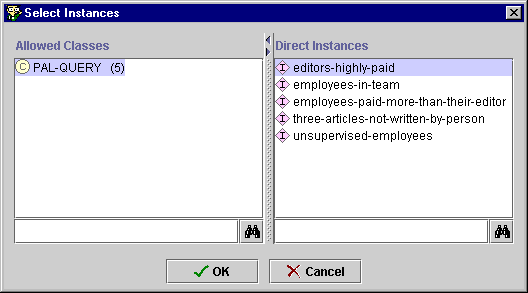 Select Instances
Allowed Classes
Direct Instances
C PAL-QUERY (5)
I editors-highly-paid
I employees-in-team
I employees-paid-more-than-their-editor
I three-articles-not-written-by-person
I unsupervised-employees
OK
Cancel